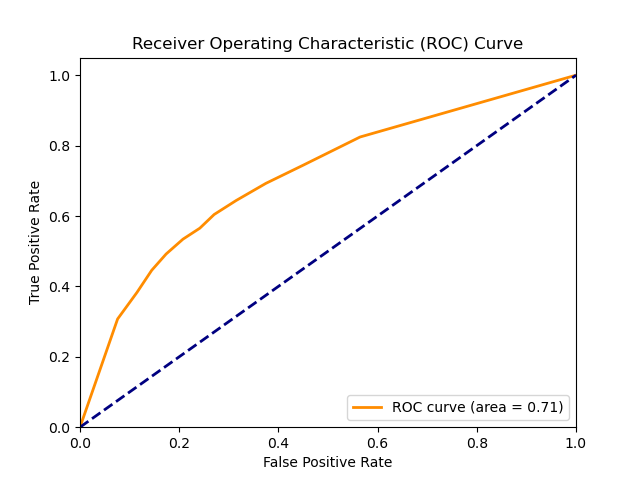 Receiver Operating Characteristic (ROC) Curve
True Positive Rate
1.0
0.8
0.6
0.4
0.2
0.0
ROC curve (area = 0.71)
0.0 0.2 0.4 0.6 0.8 1.0
False Positive Rate